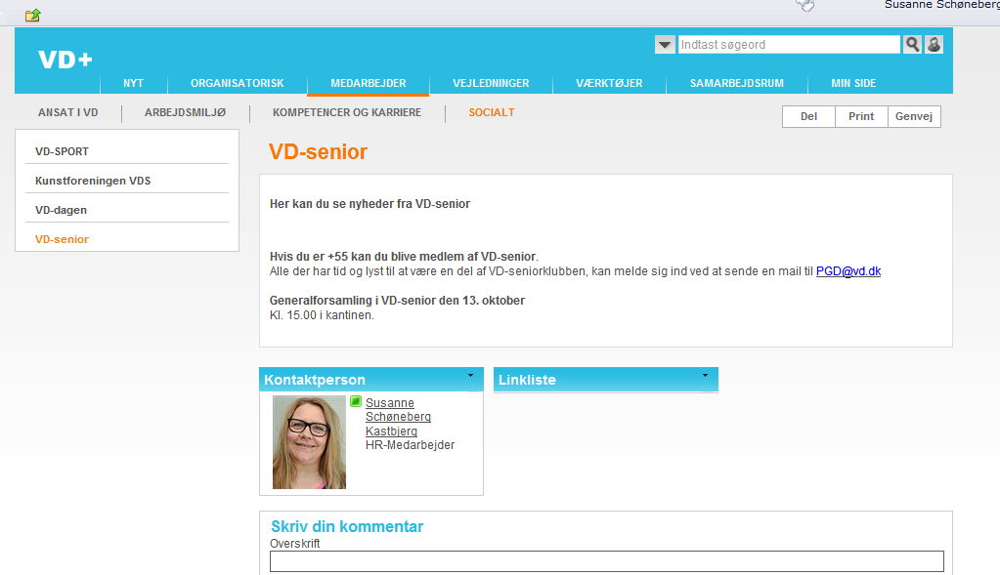 Susanne Schøneberg
VD+
Indtast søgeord
NYT
ORGANISATORISK
MEDARBEJDER
VEJLEDNINGER
VÆRKTØJER
SAMARBEJDSRUM
MIN SIDE
ANSAT I VD
ARBEJDSMILJØ
KOMPETENCER OG KARRIERE
SOCIALT
Del
Print
Genvej
VD-SPORT
Kunstforeningen VDS
VD-dagen
VD-senior
VD-senior
Her kan du se nyheder fra VD-senior
Hvis du er +55 kan du blive medlem af VD-senior.
Alle der har tid og lyst til at være en del af VD-seniorklubben, kan melde sig ind ved at sende en mail til PGD@vd.dk
Generalforsamling i VD-senior den 13. oktober
Kl. 15.00 i kantinen.
Kontaktperson
Susanne
Schøneberg
Kastbjerg
HR-Medarbejder
Linkliste
Skriv din kommentar
Overskrift